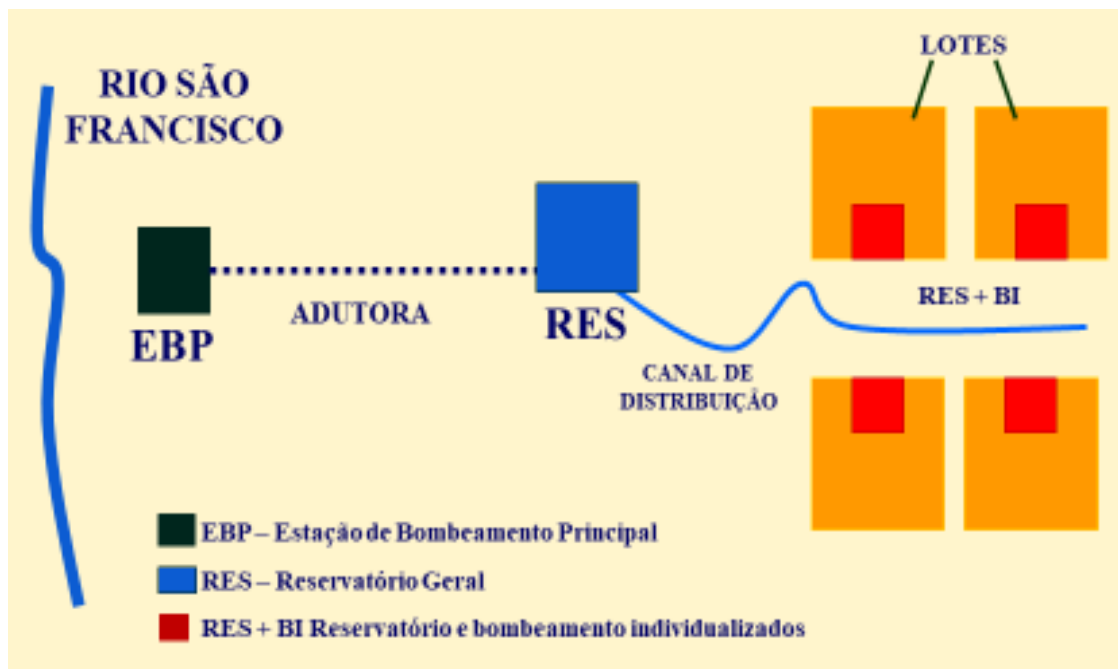 LOTES
RIO SÃO
FRANCISCO
RES + BI
ADUTORA
RES
EBP
CANAL DE
DISTRIBUIÇÃO
EBP – Estação de Bombeamento Principal
RES – Reservatório Geral
RES + BI Reservatório e bombeamento individualizados